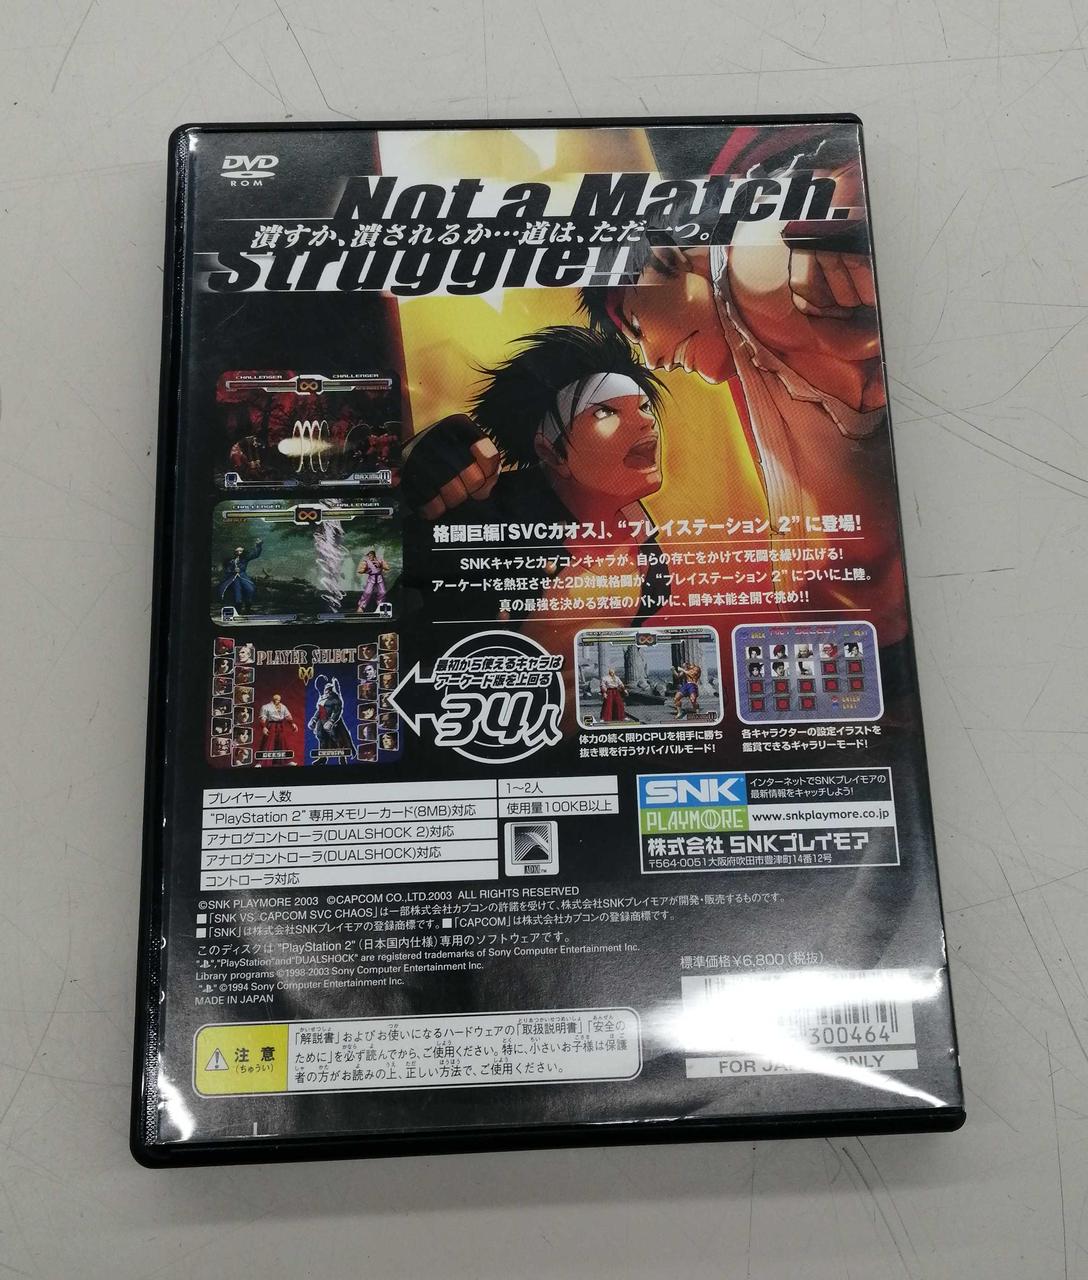 DVD
ROM
Not a Match.
潰すか、潰されるか…道は、ただ一つ。
Struggle!!
CHALLENGER CHALLENGER
MAXIMUM
CHALLENGER CHALLENGER
格闘巨編「SVCカオス」、“プレイステーション 2”に登場!
SNKキャラとカプコンキャラが、自らの存亡をかけて死闘を繰り広げる!
アーケードを熱狂させた2D対戦格闘が、“プレイステーション 2”についに上陸。
真の最強を決める究極のバトルに、闘争本能全開で挑め!!
PLAYER SELECT
GEESE
最初から使えるキャラは
アーケード版を上回る
34人
体力の続く限りCPUを相手に勝ち
抜き戦を行うサバイバルモード!
各キャラクターの設定イラストを
鑑賞できるギャラリーモード!
プレイヤー人数 1〜2人
“PlayStation 2”専用メモリーカード(8MB)対応 使用量100KB以上
アナログコントローラ(DUALSHOCK 2)対応
アナログコントローラ(DUALSHOCK)対応
コントローラ対応
ADX™
SNK
PLAYMORE
インターネットでSNKプレイモアの
最新情報をキャッチしよう!
www.snkplaymore.co.jp
株式会社 SNKプレイモア
〒564-0051大阪府吹田市豊津町14番12号
©SNK PLAYMORE 2003 ©CAPCOM CO.,LTD.2003 ALL RIGHTS RESERVED
■「SNK VS. CAPCOM SVC CHAOS」は一部株式会社カプコンの許諾を受けて、株式会社SNKプレイモアが開発・販売するものです。
■「SNK」は株式会社SNKプレイモアの登録商標です。■「CAPCOM」は株式会社カプコンの登録商標です。
このディスクは“PlayStation 2”(日本国内仕様)専用のソフトウェアです。
"","PlayStation"and"DUALSHOCK" are registered trademarks of Sony Computer Entertainment Inc.
Library programs ©1998-2003 Sony Computer Entertainment Inc.
"" ©1994 Sony Computer Entertainment Inc.
MADE IN JAPAN
標準価格¥6,800(税抜)
300464
FOR JAPAN ONLY
注意
(ちゅうい)
「解説書」およびお使いになるハードウェアの「取扱説明書」「安全の
ために」を必ず読んでから、ご使用ください。特に、小さいお子様は保護
者の方がお読みの上、正しい方法で、ご使用ください。